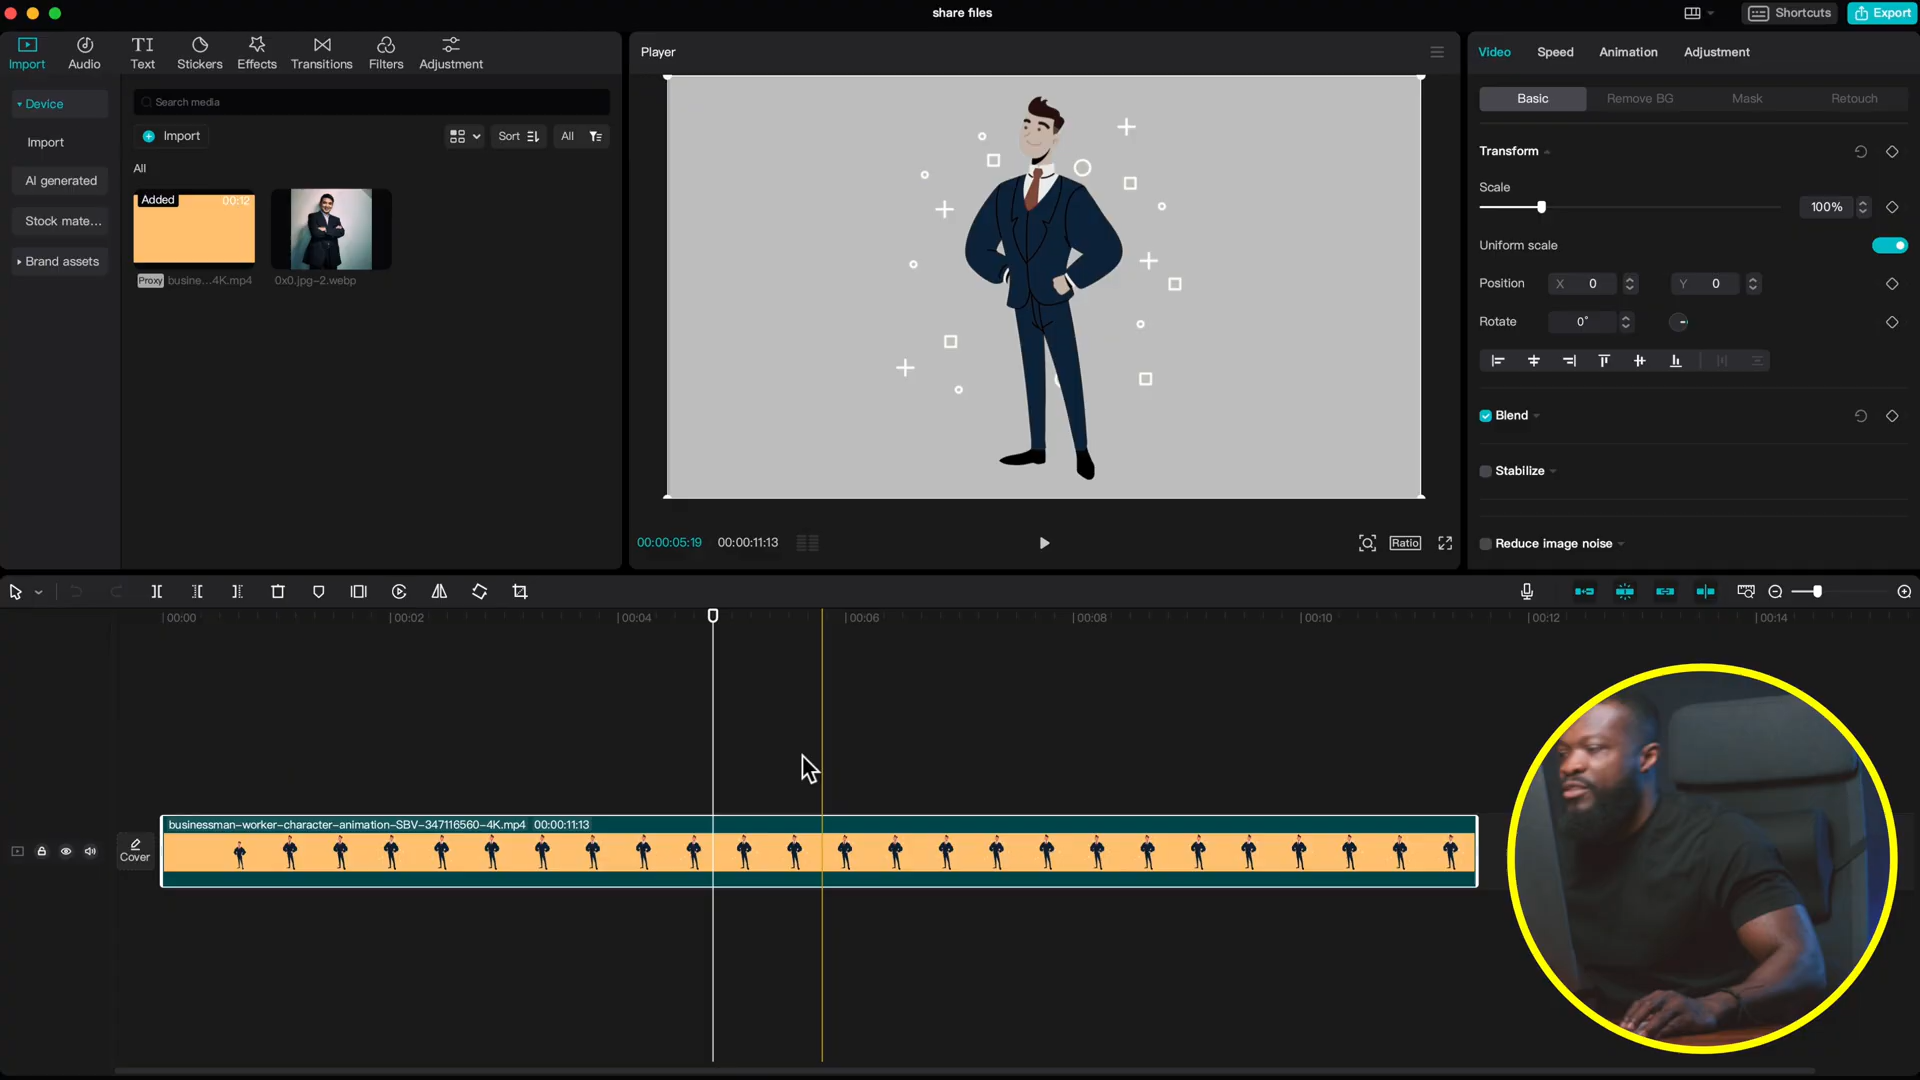 share files
Shortcuts
Export
Import
Audio
Text
Stickers
Effects
Transitions
Filters
Adjustment
Device
Import
AI generated
Stock mate...
Brand assets
Search media
Import
Sort
All
All
Added
00:12
Proxy
busine...4K.mp4
0x0.jpg-2.webp
Player
00:00:05:19
00:00:11:13
Ratio
Video
Speed
Animation
Adjustment
Basic
Remove BG
Mask
Retouch
Transform
Scale
100%
Uniform scale
Position
X 0
Y 0
Rotate
0°
Blend
Stabilize
Reduce image noise
00:00
00:02
00:04
00:06
00:08
00:10
00:12
00:14
Cover
businessman-worker-character-animation-SBV-347116560-4K.mp4 00:00:11:13